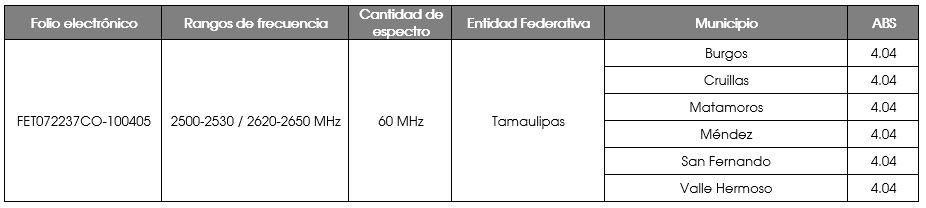 Folio electrónico Rangos de frecuencia Cantidad de espectro Entidad Federativa Municipio ABS
FET072237CO-100405 2500-2530 / 2620-2650 MHz 60 MHz Tamaulipas
Burgos 4.04
Cruillas 4.04
Matamoros 4.04
Méndez 4.04
San Fernando 4.04
Valle Hermoso 4.04